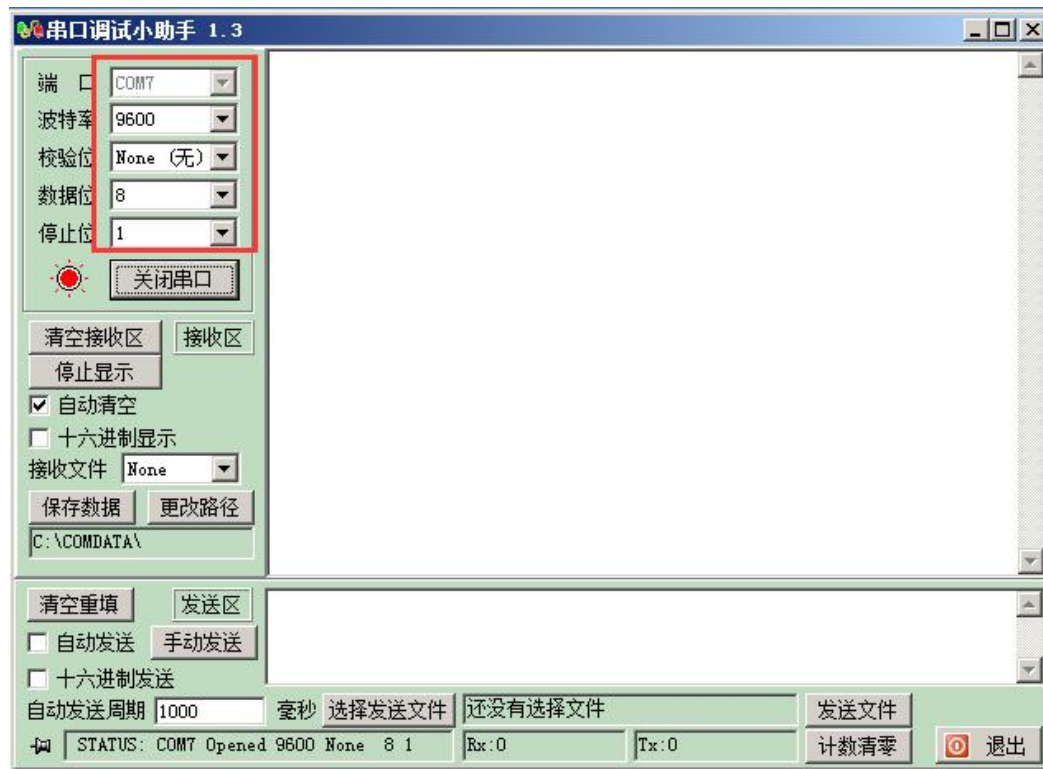 串口调试小助手 1.3
端 口 COM7
波特率 9600
校验位 None (无)
数据位 8
停止位 1
关闭串口
清空接收区 接收区
停止显示
自动清空
十六进制显示
接收文件 None
保存数据 更改路径
C:\COMDATA\
清空重填 发送区
自动发送 手动发送
十六进制发送
自动发送周期 1000 毫秒 选择发送文件 还没有选择文件 发送文件
STATUS: COM7 Opened 9600 None 8 1 Rx:0 Tx:0 计数清零 退出